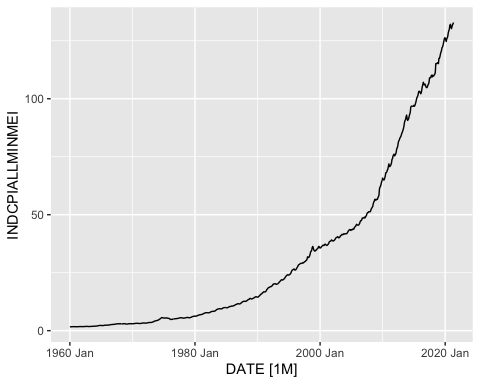 100
50
0
INDCPIALLMINMEI
1960 Jan
1980 Jan
2000 Jan
2020 Jan
DATE [1M]